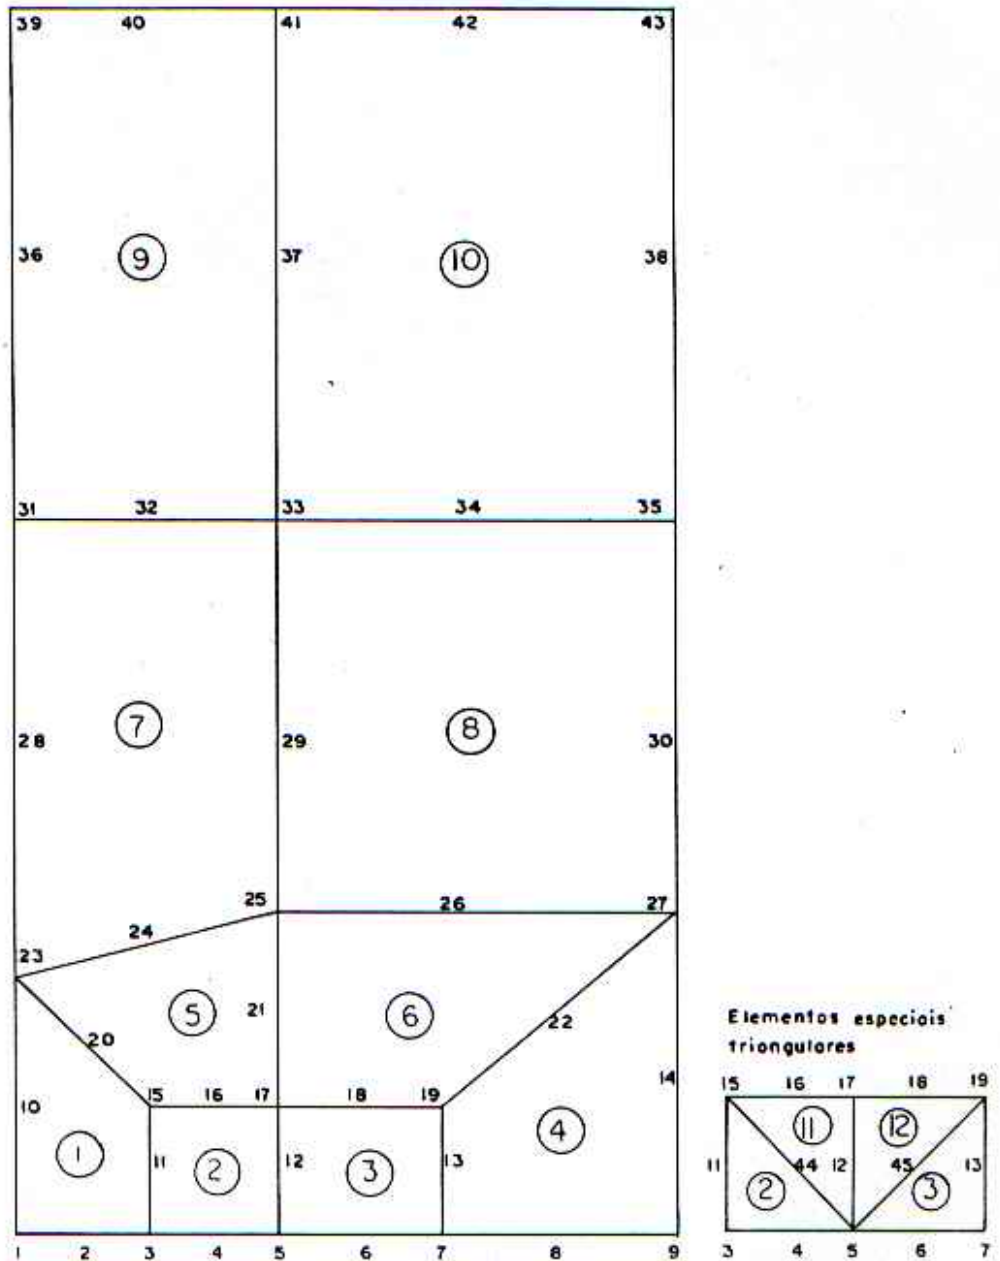 39 40 41 42 43
36 9 37 10 38
31 32 33 34 35
28 7 29 8 30
25 26 27
24
23
5 21 6 22
20
15 16 17 18 19
14
10
1 11 2 12 3 13 4
1 2 3 4 5 6 7 8 9
Elementos especiais
triangulares
15 16 17 18 19
11 12
11 44 12 45 13
2 3
3 4 5 6 7